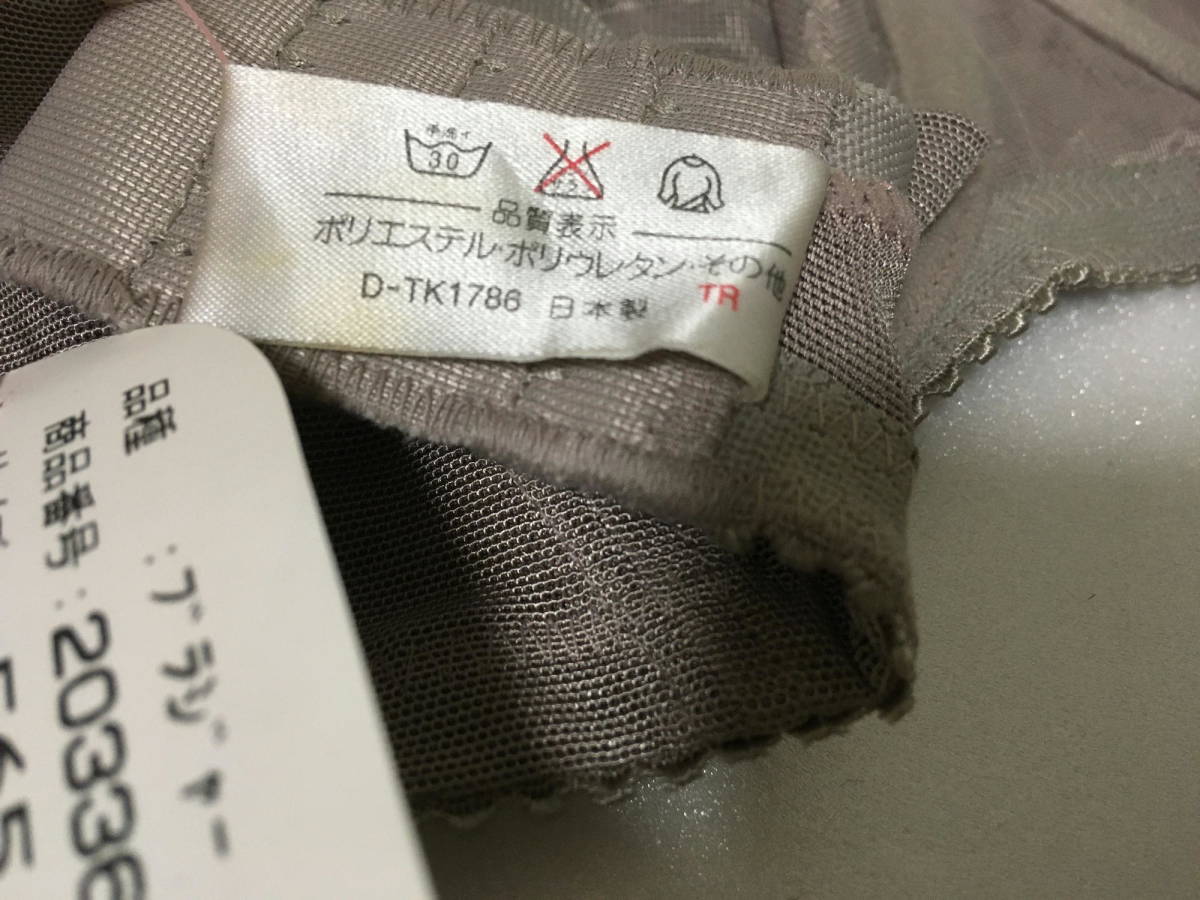 手洗イ
30
品質表示
ポリエステル・ポリウレタン・その他
D-TK1786 日本製 TR
品種 :ブラジャー
商品番号:20336
565